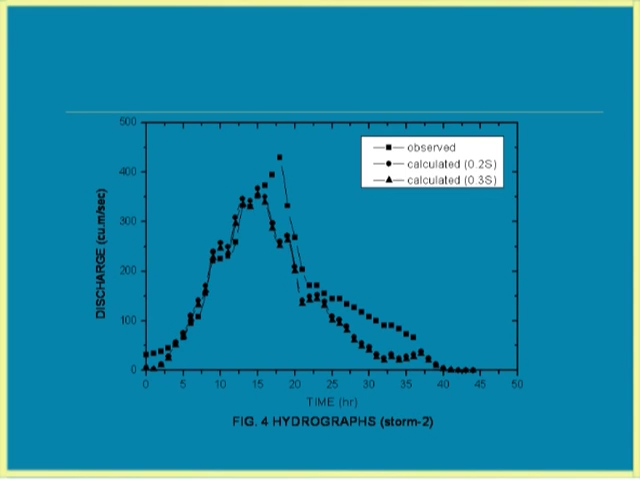 500
400
300
200
100
0
DISCHARGE (cu.m/sec)
observed
calculated (0.2S)
calculated (0.3S)
0 5 10 15 20 25 30 35 40 45 50
TIME (hr)
FIG. 4 HYDROGRAPHS (storm-2)